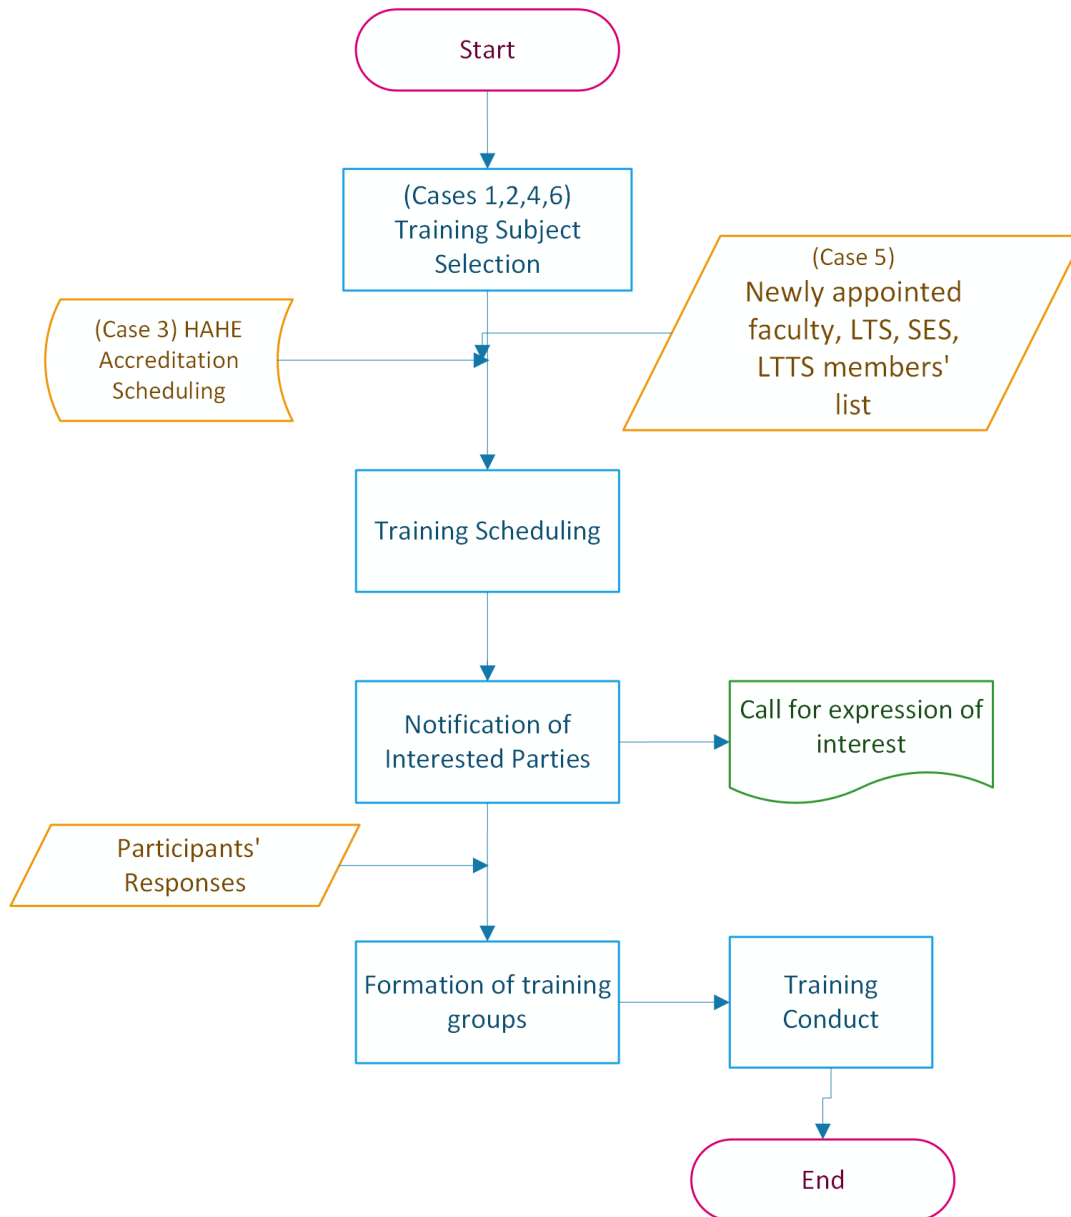 Start
(Cases 1,2,4,6)
Training Subject
Selection
(Case 5)
Newly appointed
faculty, LTS, SES,
LTTS members'
list
(Case 3) HAHE
Accreditation
Scheduling
Training Scheduling
Notification of
Interested Parties
Call for expression of
interest
Participants'
Responses
Formation of training
groups
Training
Conduct
End